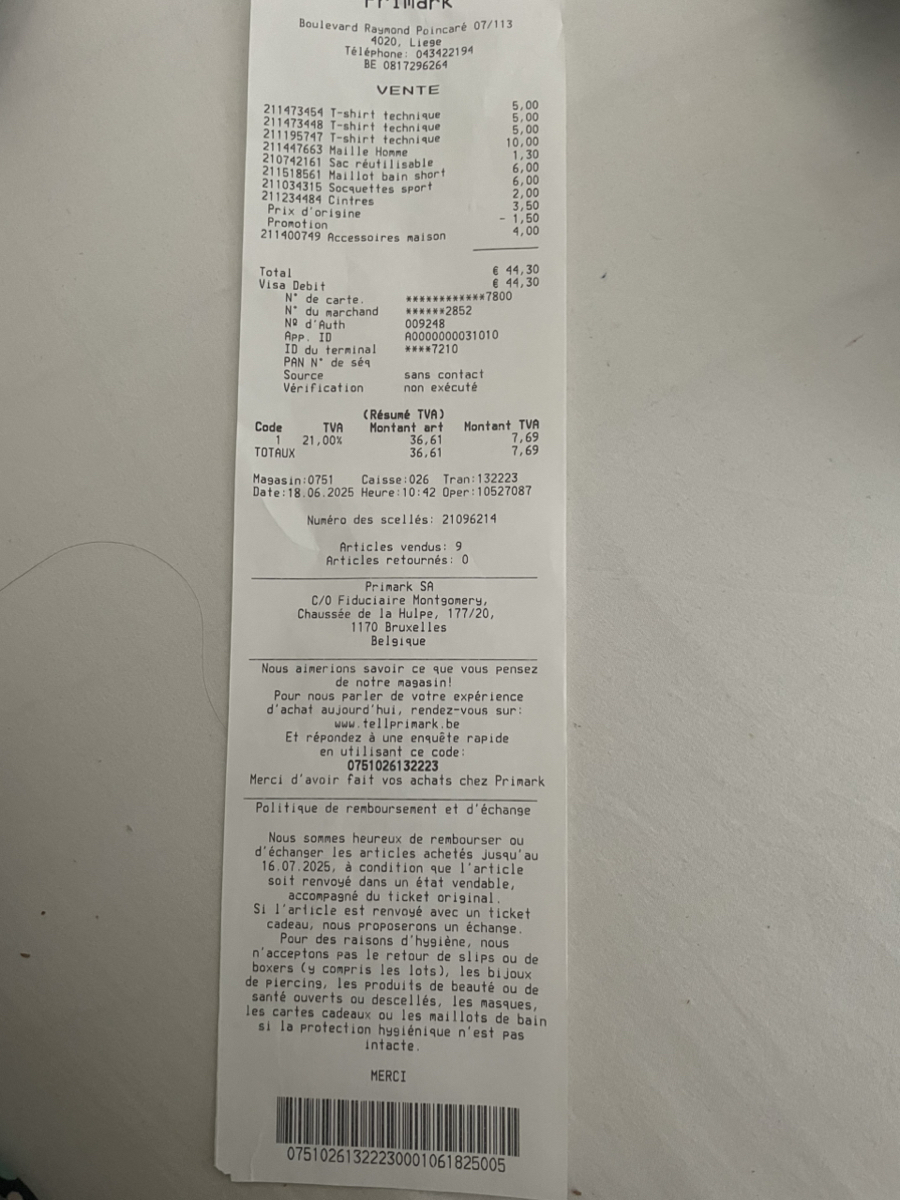 Primark
Boulevard Raymond Poincaré 07/113
4020, Liege
Téléphone: 043422194
BE 0817296264
VENTE
211473454 T-shirt technique 5,00
211473448 T-shirt technique 5,00
211195747 T-shirt technique 5,00
211447663 Maille Homme 10,00
210742161 Sac réutilisable 1,30
211518561 Maillot bain short 6,00
211034315 Socquettes sport 6,00
211234484 Cintres 2,00
Prix d'origine 3,50
Promotion - 1,50
211400749 Accessoires maison 4,00
Total € 44,30
Visa Debit € 44,30
N° de carte. ************7800
N° du marchand ******2852
Nº d'Auth 009248
App. ID A0000000031010
ID du terminal ****7210
PAN N° de séq
Source sans contact
Vérification non exécuté
(Résumé TVA)
Code TVA Montant art Montant TVA
1 21,00% 36,61 7,69
TOTAUX 36,61 7,69
Magasin:0751 Caisse:026 Tran:132223
Date:18.06.2025 Heure:10:42 Oper:10527087
Numéro des scellés: 21096214
Articles vendus: 9
Articles retournés: 0
Primark SA
C/O Fiduciaire Montgomery,
Chaussée de la Hulpe, 177/20,
1170 Bruxelles
Belgique
Nous aimerions savoir ce que vous pensez
de notre magasin!
Pour nous parler de votre expérience
d'achat aujourd'hui, rendez-vous sur:
www.tellprimark.be
Et répondez à une enquête rapide
en utilisant ce code:
0751026132223
Merci d'avoir fait vos achats chez Primark
Politique de remboursement et d'échange
Nous sommes heureux de rembourser ou
d'échanger les articles achetés jusqu'au
16.07.2025, à condition que l'article
soit renvoyé dans un état vendable,
accompagné du ticket original.
Si l'article est renvoyé avec un ticket
cadeau, nous proposerons un échange.
Pour des raisons d'hygiène, nous
n'acceptons pas le retour de slips ou de
boxers (y compris les lots), les bijoux
de piercing, les produits de beauté ou de
santé ouverts ou descellés, les masques,
les cartes cadeaux ou les maillots de bain
si la protection hygiénique n'est pas
intacte.
MERCI
075102613222230001061825005